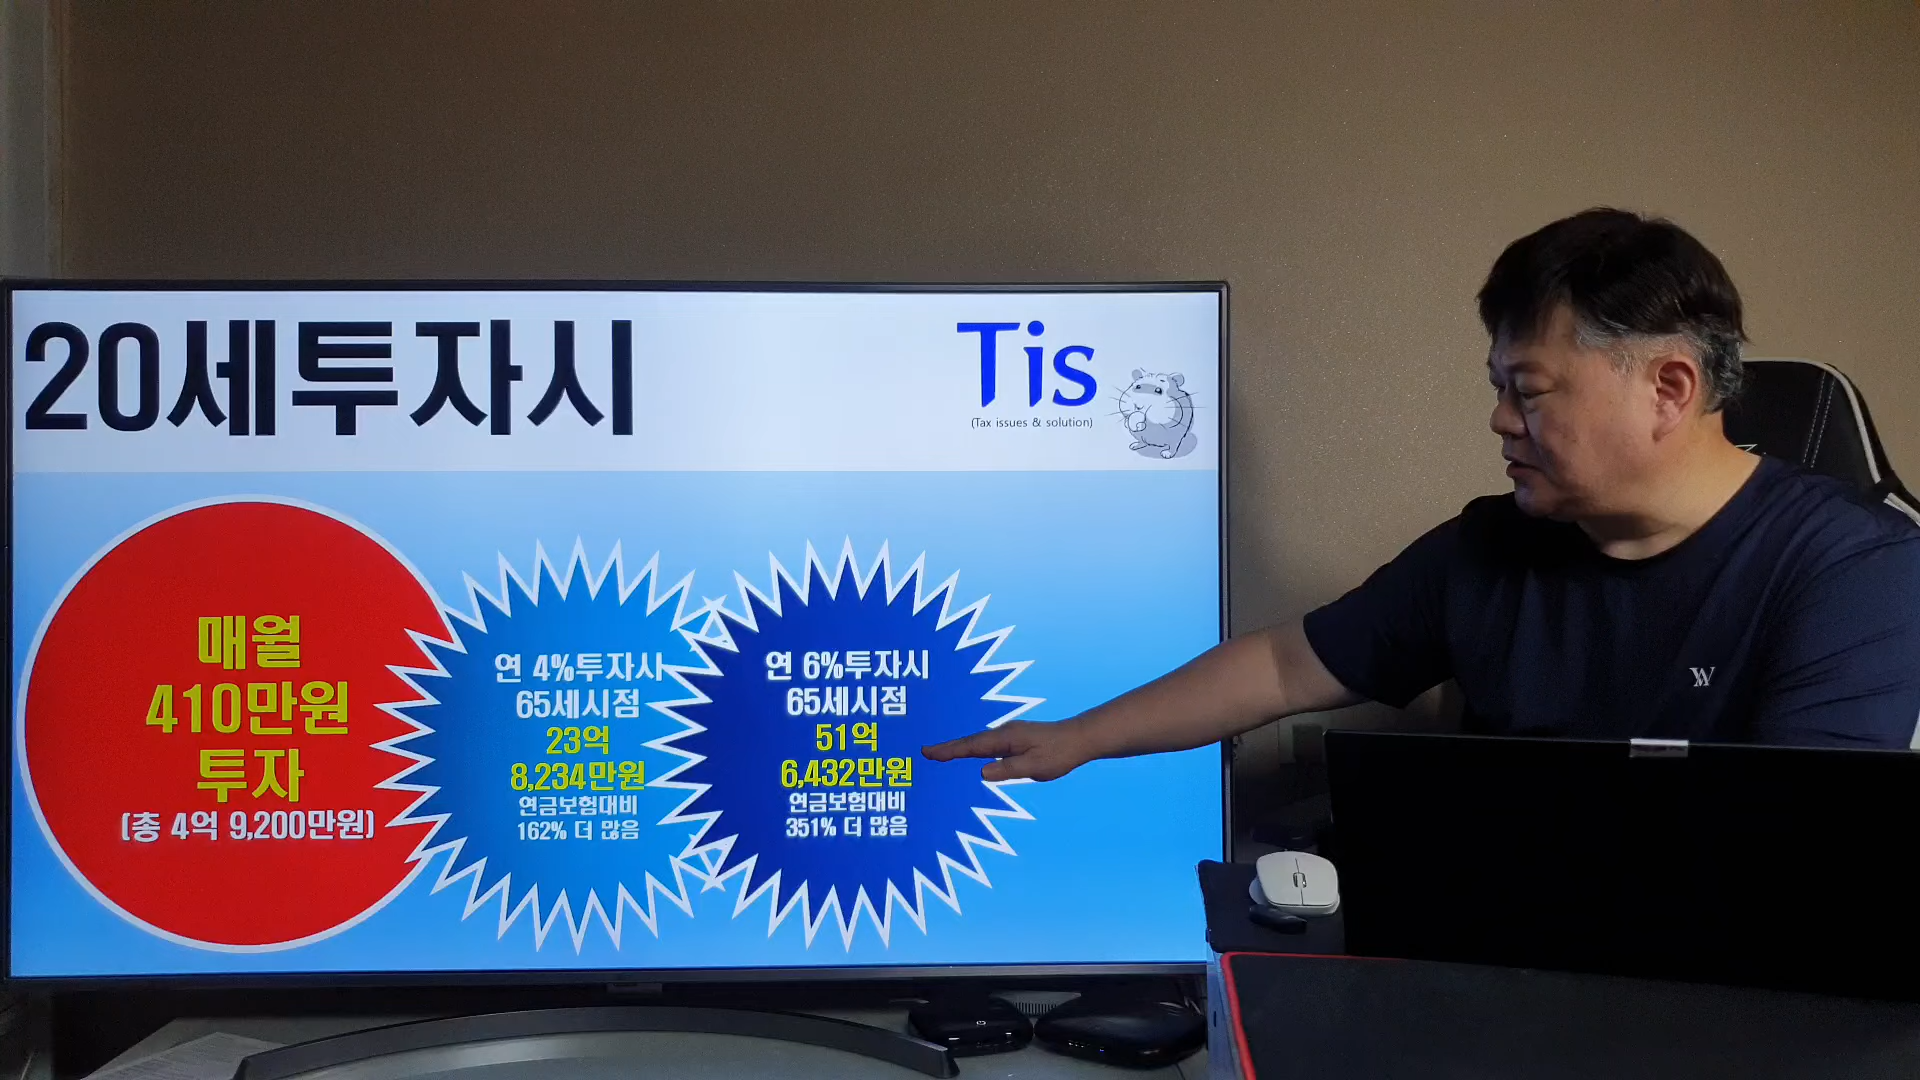 20세투자시
Tis
(Tax issues & solution)
매월
410만원
투자
(총 4억 9,200만원)
연 4%투자시
65세시점
23억
8,234만원
연금보험대비
162% 더 많음
연 6%투자시
65세시점
51억
6,432만원
연금보험대비
351% 더 많음